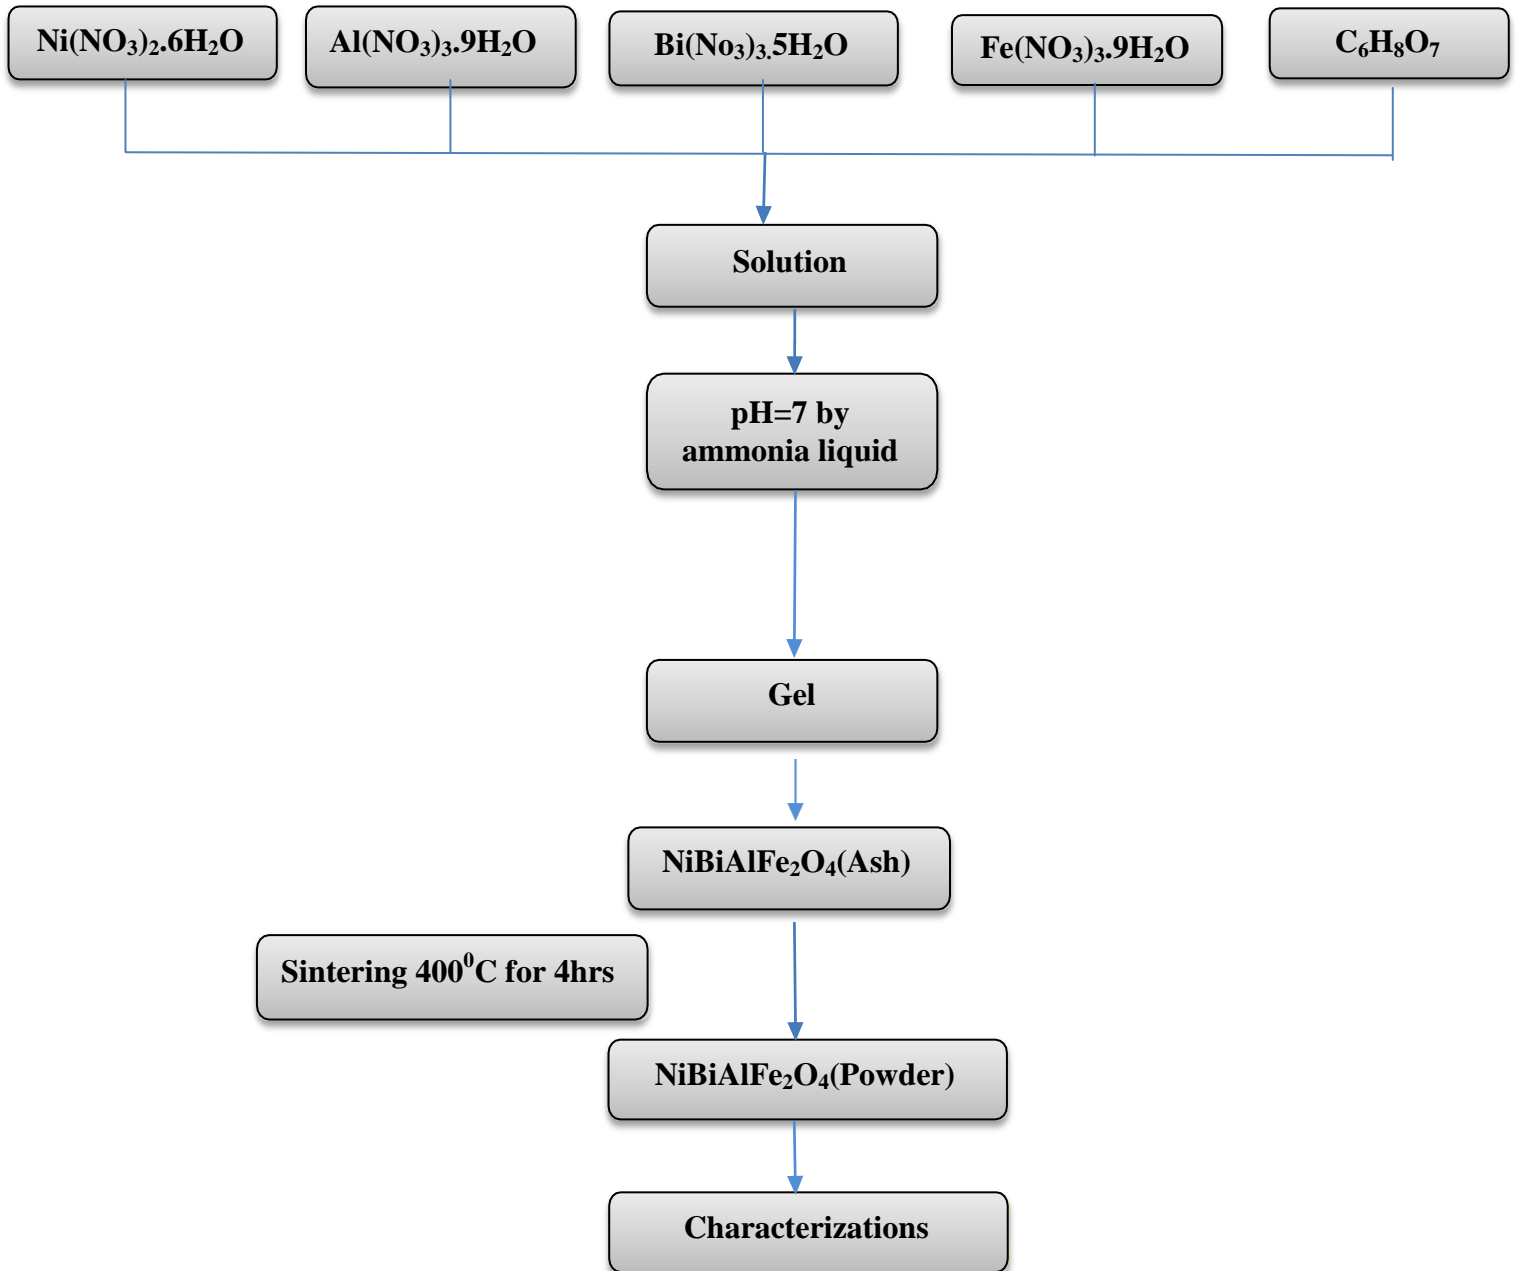 Ni(NO₃)₂.6H₂O
Al(NO₃)₃.9H₂O
Bi(No₃)₃.5H₂O
Fe(NO₃)₃.9H₂O
C₆H₈O₇
Solution
pH=7 by
ammonia liquid
Gel
NiBiAlFe₂O₄(Ash)
Sintering 400⁰C for 4hrs
NiBiAlFe₂O₄(Powder)
Characterizations